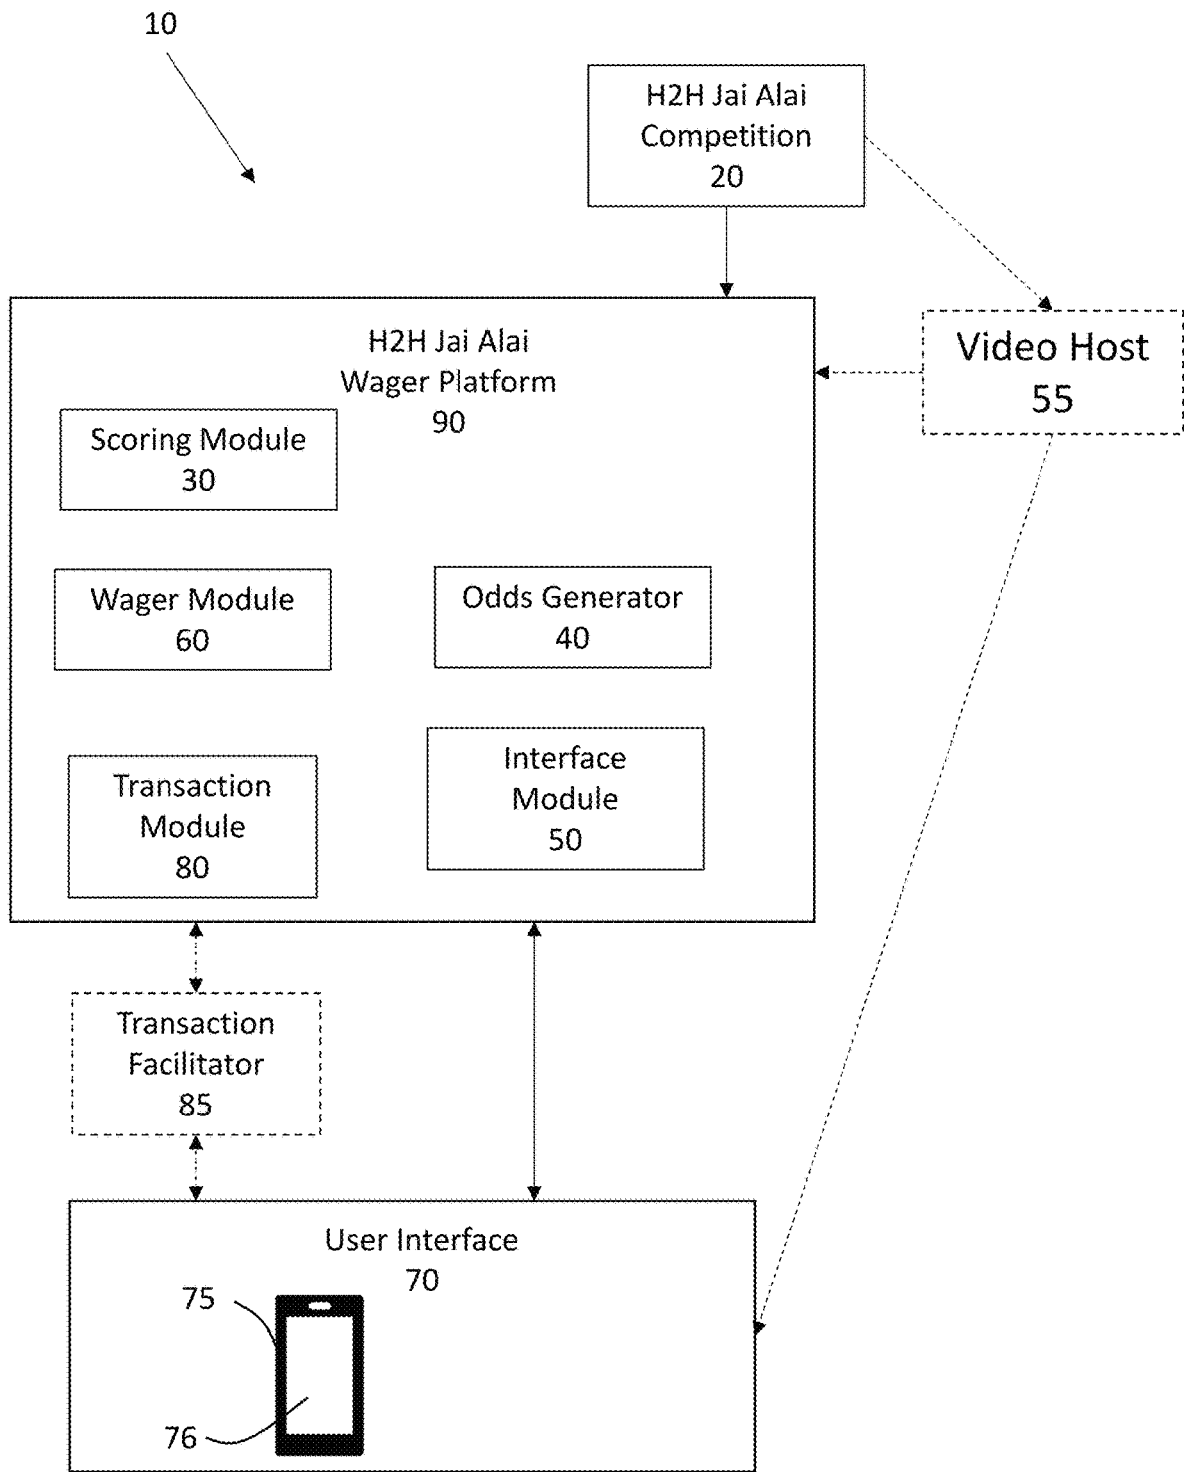 10
H2H Jai Alai
Competition
20
H2H Jai Alai
Wager Platform
90
Video Host
55
Scoring Module
30
Wager Module
60
Odds Generator
40
Transaction
Module
80
Interface
Module
50
Transaction
Facilitator
85
User Interface
70
75
76